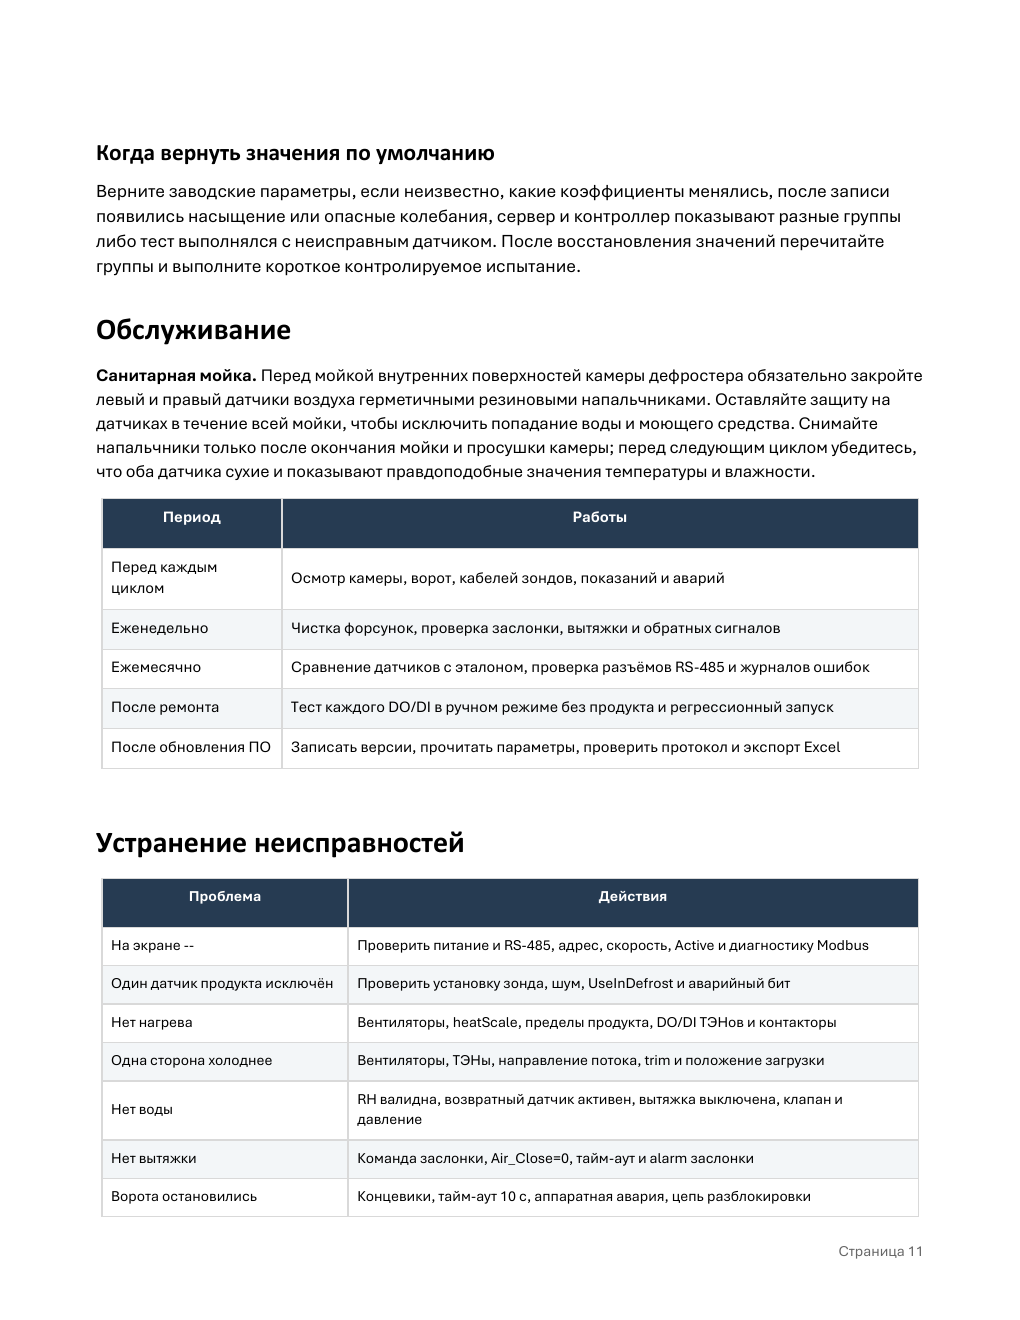 Когда вернуть значения по умолчанию
Верните заводские параметры, если неизвестно, какие коэффициенты менялись, после записи
появились насыщение или опасные колебания, сервер и контроллер показывают разные группы
либо тест выполнялся с неисправным датчиком. После восстановления значений перечитайте
группы и выполните короткое контролируемое испытание.
Обслуживание
Санитарная мойка. Перед мойкой внутренних поверхностей камеры дефростера обязательно закройте
левый и правый датчики воздуха герметичными резиновыми напальчниками. Оставляйте защиту на
датчиках в течение всей мойки, чтобы исключить попадание воды и моющего средства. Снимайте
напальчники только после окончания мойки и просушки камеры; перед следующим циклом убедитесь,
что оба датчика сухие и показывают правдоподобные значения температуры и влажности.
Период Работы
Перед каждым
циклом
Осмотр камеры, ворот, кабелей зондов, показаний и аварий
Еженедельно Чистка форсунок, проверка заслонки, вытяжки и обратных сигналов
Ежемесячно Сравнение датчиков с эталоном, проверка разъёмов RS-485 и журналов ошибок
После ремонта Тест каждого DO/DI в ручном режиме без продукта и регрессионный запуск
После обновления ПО Записать версии, прочитать параметры, проверить протокол и экспорт Excel
Устранение неисправностей
Проблема Действия
На экране -- Проверить питание и RS-485, адрес, скорость, Active и диагностику Modbus
Один датчик продукта исключён Проверить установку зонда, шум, UseInDefrost и аварийный бит
Нет нагрева Вентиляторы, heatScale, пределы продукта, DO/DI ТЭНов и контакторы
Одна сторона холоднее Вентиляторы, ТЭНы, направление потока, trim и положение загрузки
Нет воды RH валидна, возвратный датчик активен, вытяжка выключена, клапан и
давление
Нет вытяжки Команда заслонки, Air_Close=0, тайм-аут и alarm заслонки
Ворота остановились Концевики, тайм-аут 10 с, аппаратная авария, цепь разблокировки
Страница 11